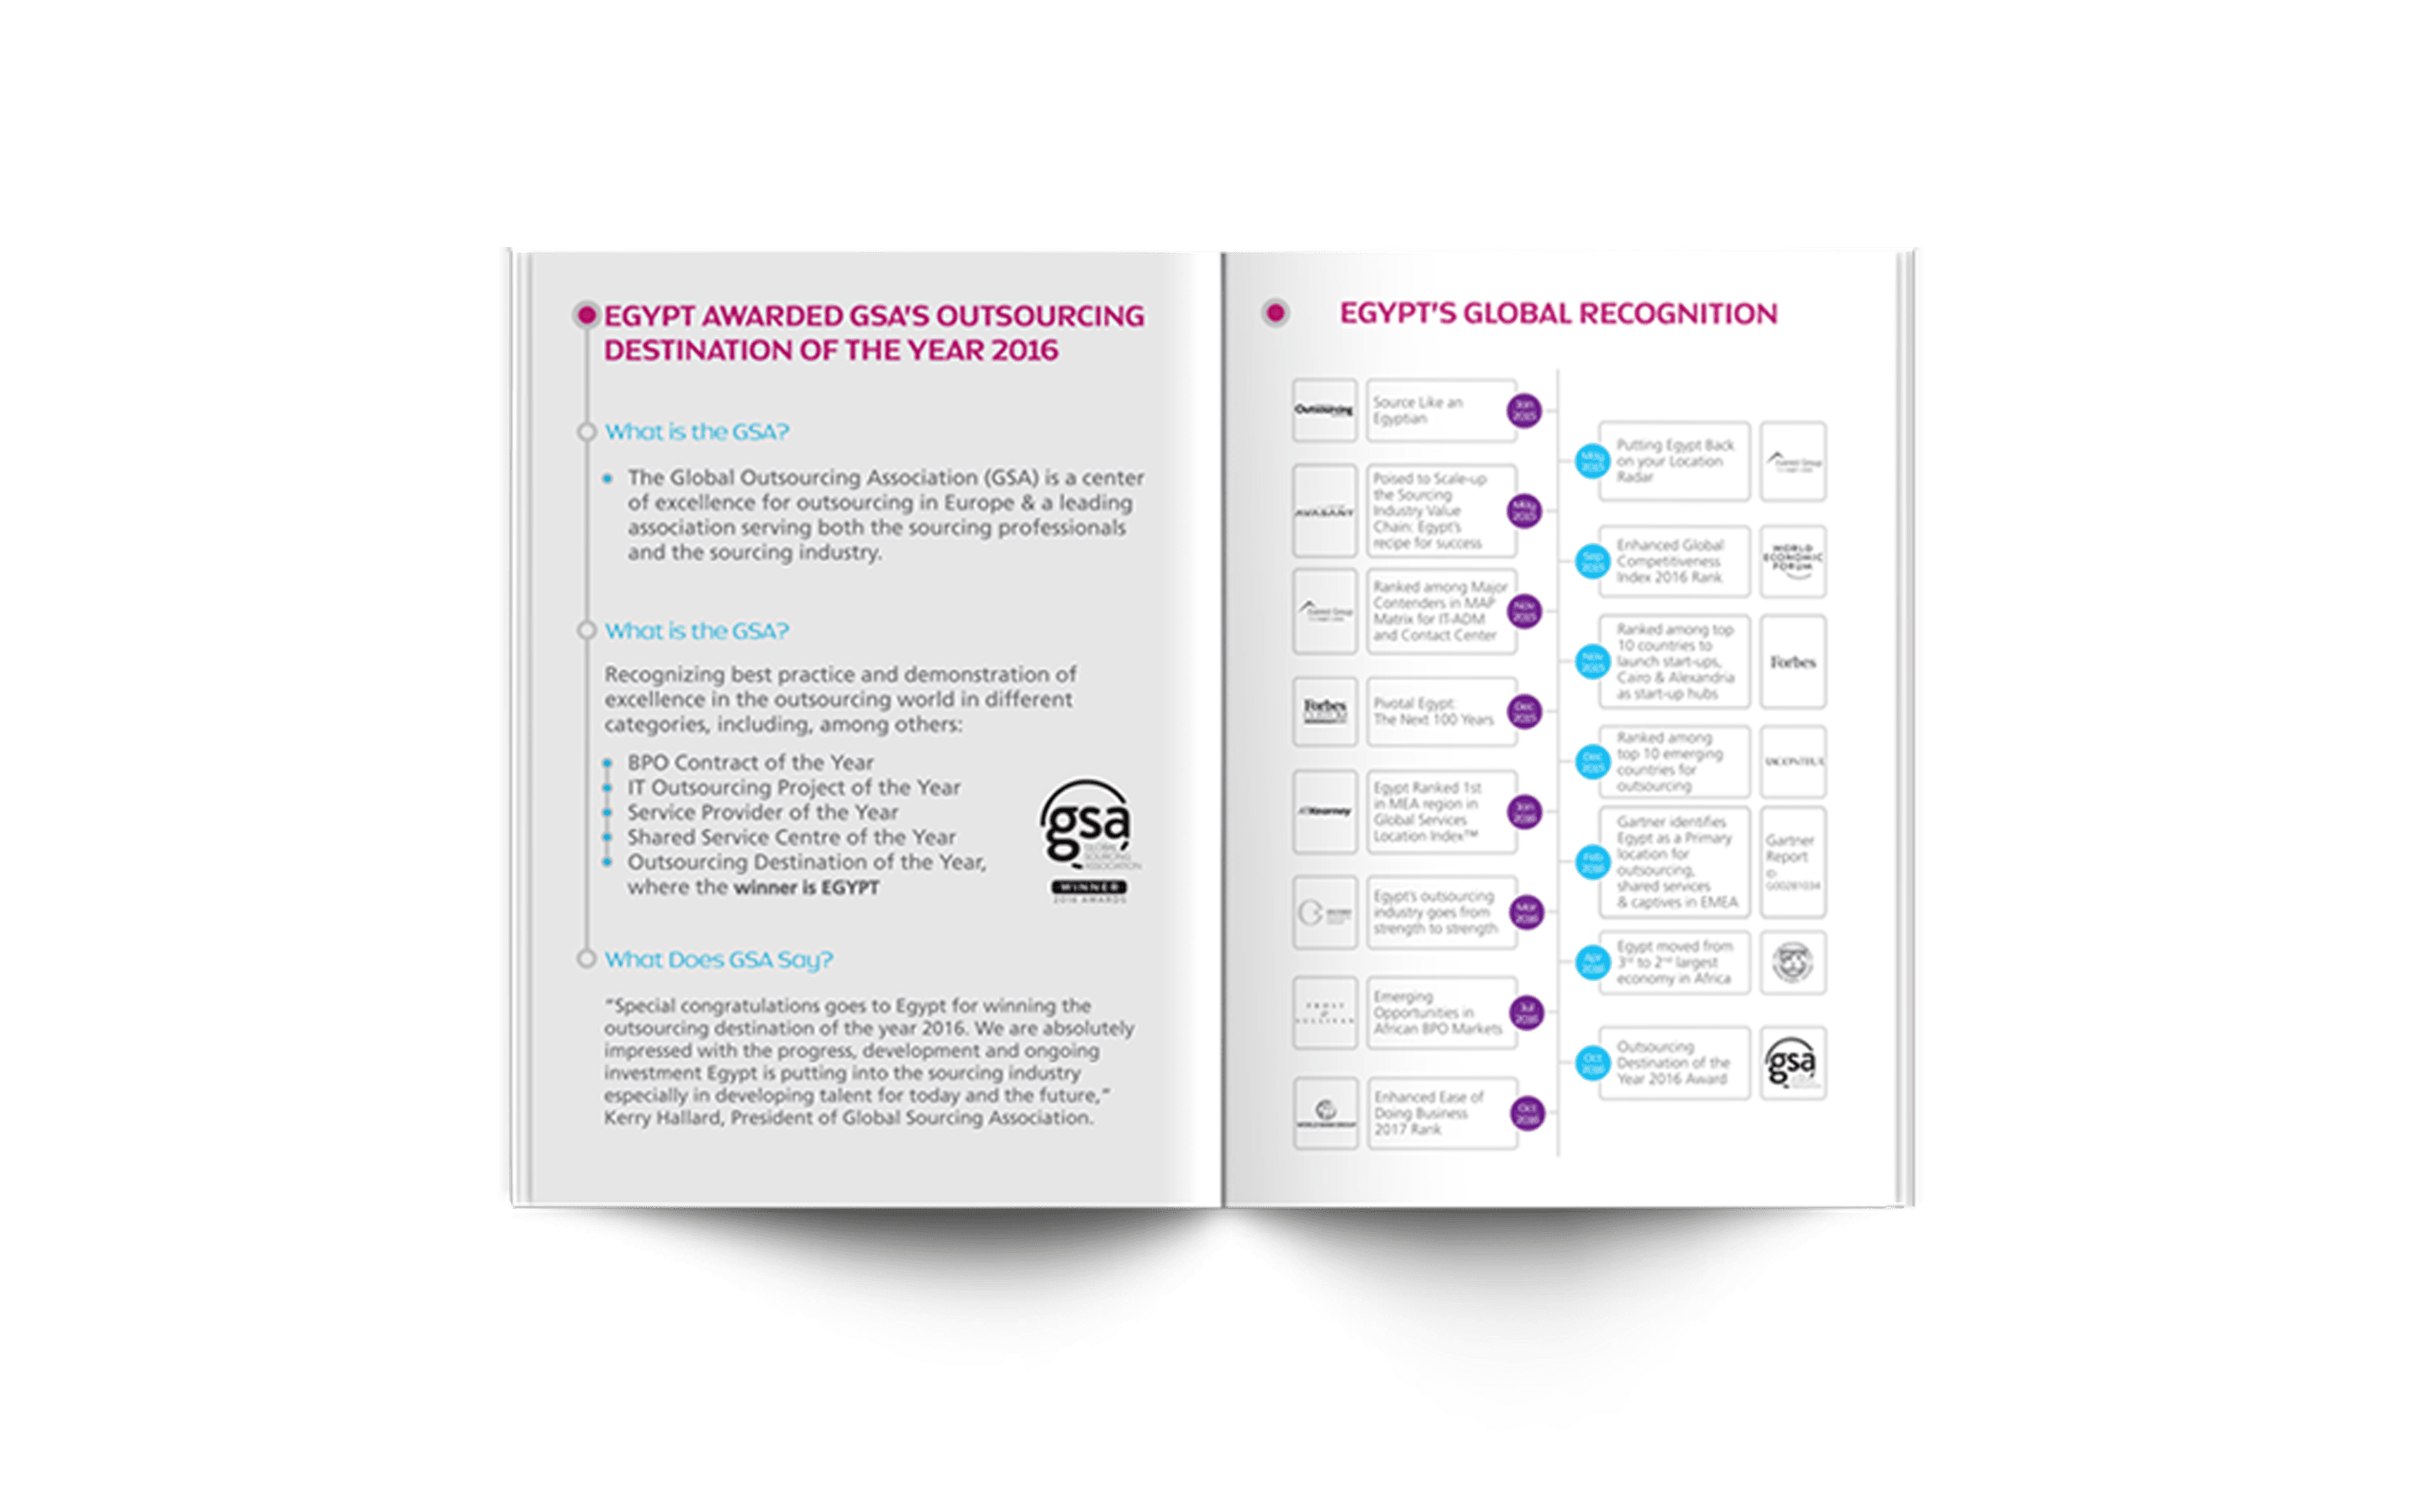 EGYPT AWARDED GSA'S OUTSOURCING
DESTINATION OF THE YEAR 2016
What is the GSA?
The Global Outsourcing Association (GSA) is a center
of excellence for outsourcing in Europe & a leading
association serving both the sourcing professionals
and the sourcing industry.
What is the GSA?
Recognizing best practice and demonstration of
excellence in the outsourcing world in different
categories, including, among others:
BPO Contract of the Year
IT Outsourcing Project of the Year
Service Provider of the Year
Shared Service Centre of the Year
Outsourcing Destination of the Year,
where the winner is EGYPT
gsa
GLOBAL
SOURCING
ASSOCIATION
WINNER
2016 AWARDS
What Does GSA Say?
"Special congratulations goes to Egypt for winning the
outsourcing destination of the year 2016. We are absolutely
impressed with the progress, development and ongoing
investment Egypt is putting into the sourcing industry
especially in developing talent for today and the future,"
Kerry Hallard, President of Global Sourcing Association.
EGYPT'S GLOBAL RECOGNITION
Outsourcing
Source Like an
Egyptian
Jan
2015
May
2015
Putting Egypt Back
on your Location
Radar
Everest Group
AVASANT
Poised to Scale-up
the Sourcing
Industry Value
Chain: Egypt's
recipe for success
May
2015
Sep
2015
Enhanced Global
Competitiveness
Index 2016 Rank
WORLD
ECONOMIC
FORUM
Everest Group
Ranked among Major
Contenders in MAP
Matrix for IT-ADM
and Contact Center
Nov
2015
Nov
2015
Ranked among top
10 countries to
launch start-ups,
Cairo & Alexandria
as start-up hubs
Forbes
Forbes
Pivotal Egypt:
The Next 100 Years
Dec
2015
Dec
2015
Ranked among
top 10 emerging
countries for
outsourcing
ATKearney
Egypt Ranked 1st
in MEA region in
Global Services
Location Index™
Jan
2016
Feb
2016
Gartner identifies
Egypt as a Primary
location for
outsourcing,
shared services
& captives in EMEA
Gartner
Report
ID
G00281034
Egypt's outsourcing
industry goes from
strength to strength
Mar
2016
Apr
2016
Egypt moved from
3rd to 2nd largest
economy in Africa
FROST
&
SULLIVAN
Emerging
Opportunities in
African BPO Markets
Jul
2016
Oct
2016
Outsourcing
Destination of the
Year 2016 Award
gsa
WORLD BANK GROUP
Enhanced Ease of
Doing Business
2017 Rank
Oct
2016